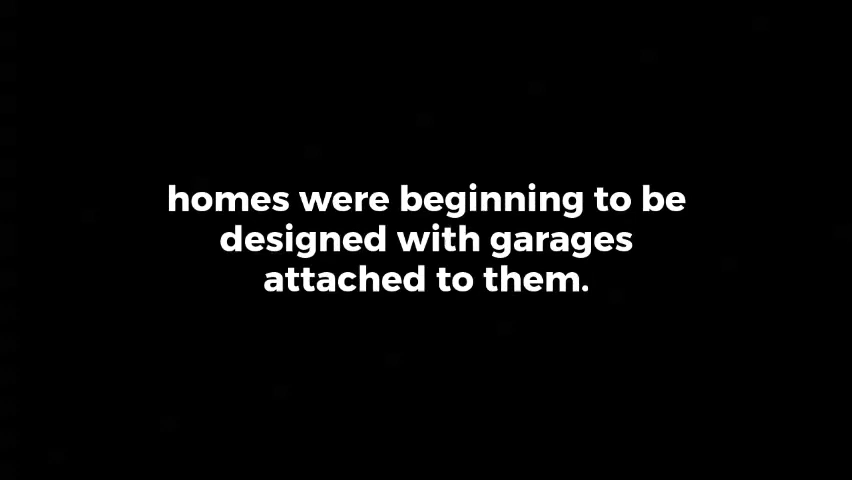 homes were beginning to be
designed with garages
attached to them.